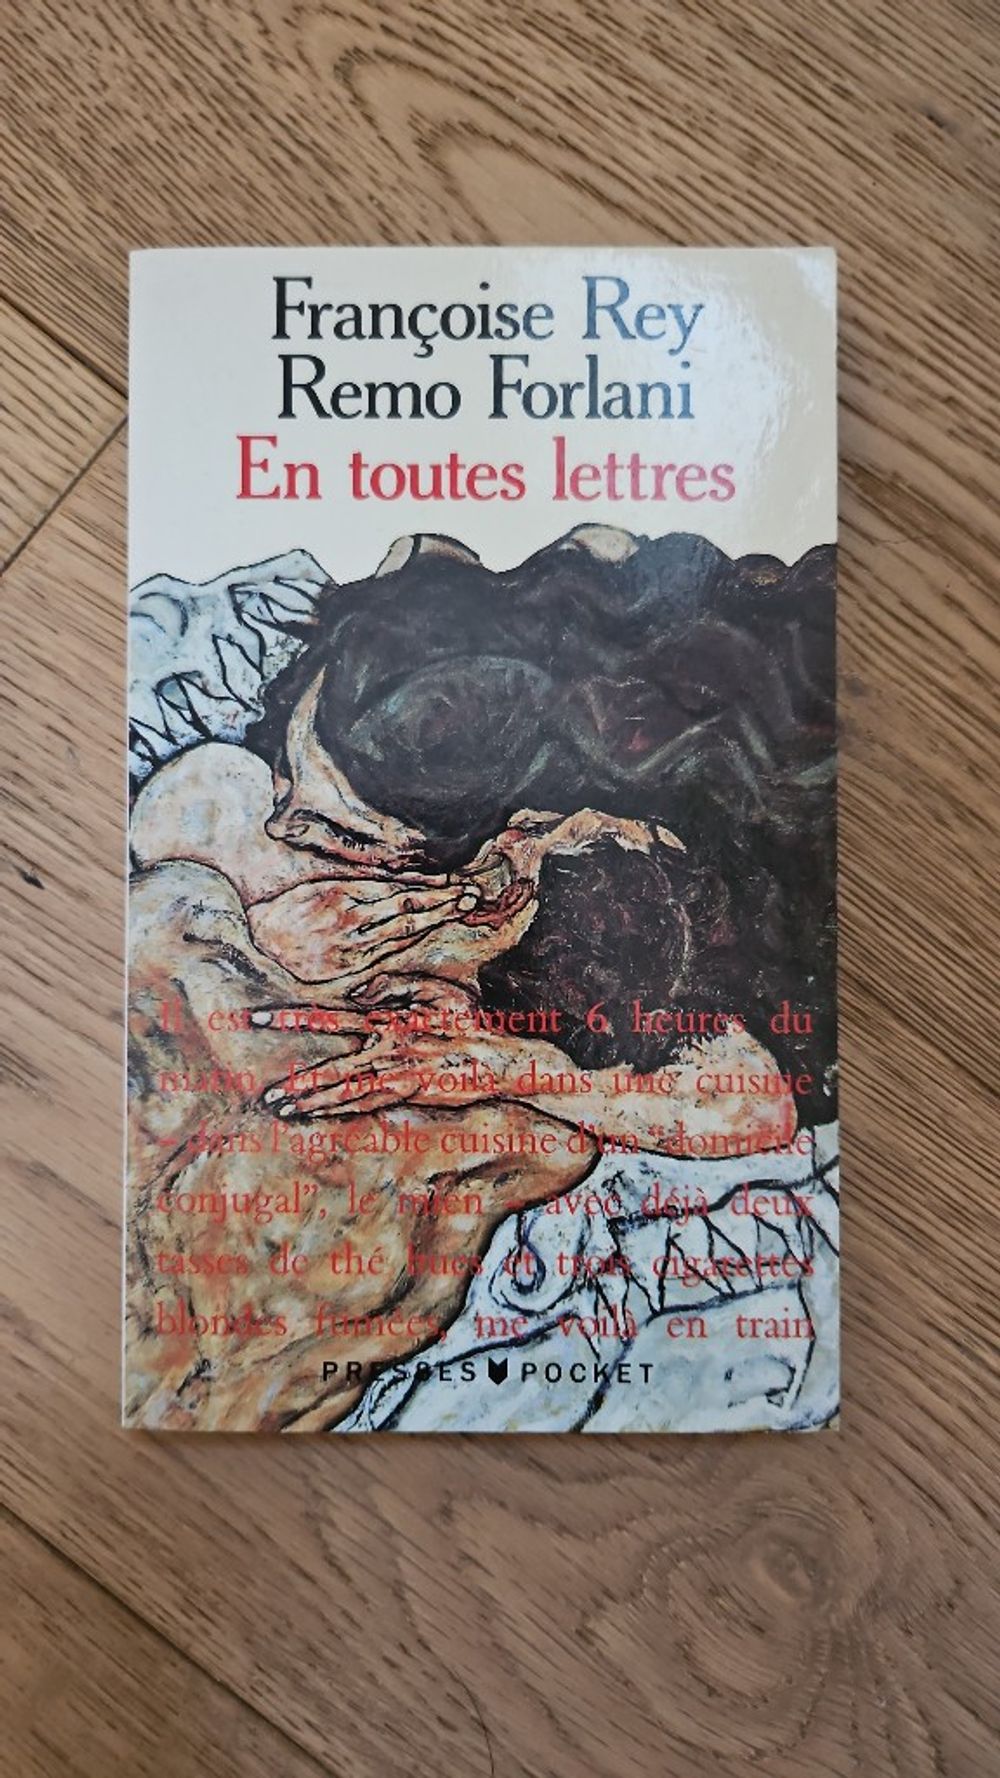 Françoise Rey
Remo Forlani
En toutes lettres
Il est très exactement 6 heures du
matin. Et me voilà dans une cuisine
– dans l'agréable cuisine d'un "domicile
conjugal", le mien – avec déjà deux
tasses de thé bues et trois cigarettes
blondes fumées, me voilà en train
PRESSES POCKET